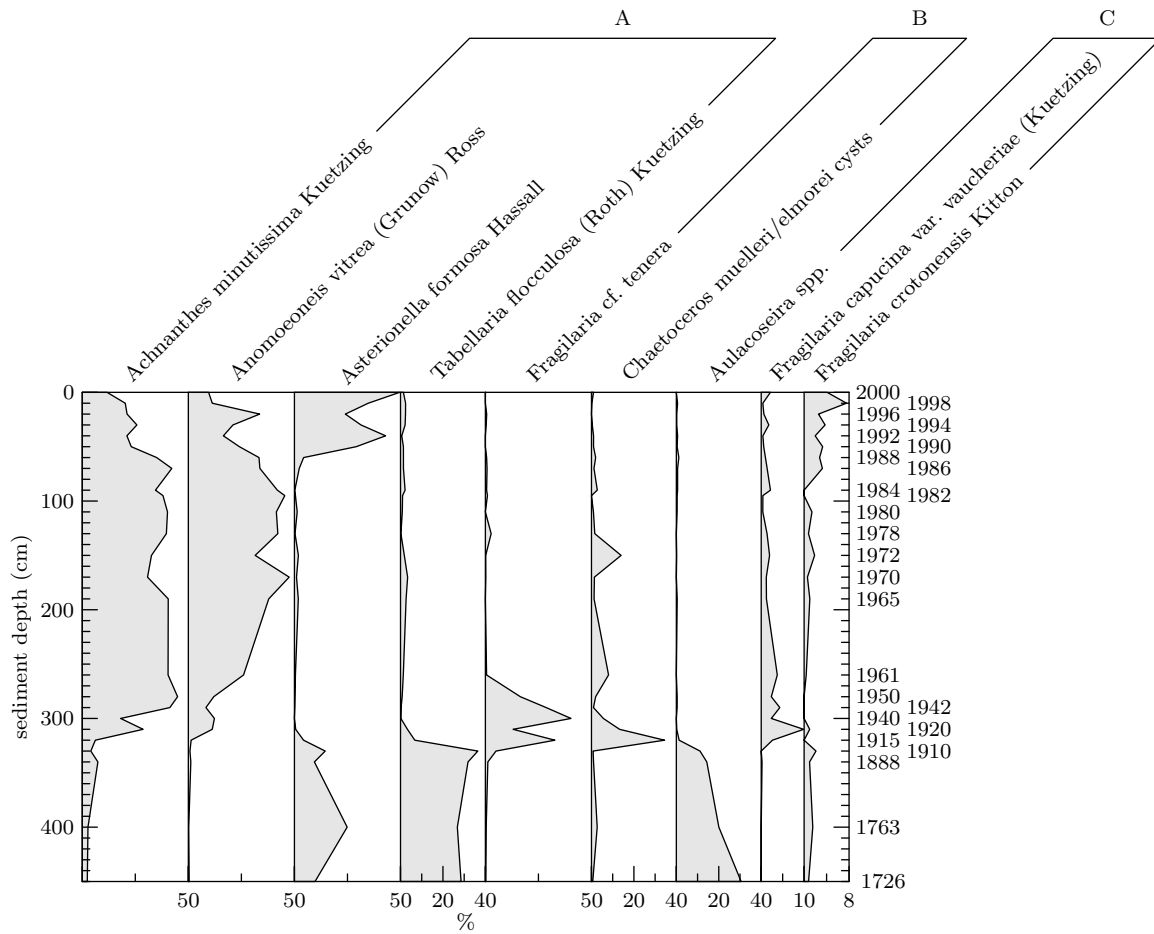 A
B
C
Achnanthes minutissima Kuetzing
Anomoeoneis vitrea (Grunow) Ross
Asterionella formosa Hassall
Tabellaria flocculosa (Roth) Kuetzing
Fragilaria cf. tenera
Chaetoceros muelleri/elmorei cysts
Aulacoseira spp.
Fragilaria capucina var. vaucheriae (Kuetzing)
Fragilaria crotonensis Kitton
0
100
200
300
400
sediment depth (cm)
2000
1998
1996
1994
1992
1990
1988
1986
1984
1982
1980
1978
1972
1970
1965
1961
1950
1942
1940
1920
1915
1910
1888
1763
1726
50 50 50 20 40 50 20 40 20 40 10 8
%